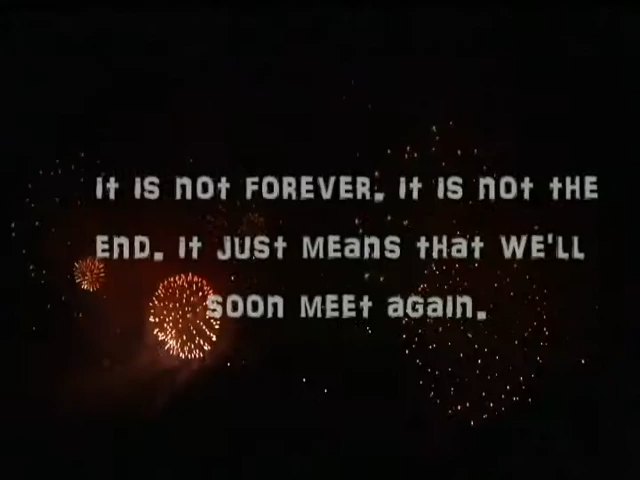 It IS not FOREVER. It IS not tHE
END. It JUSt MEanS tHat WE'LL
SOON MEEt again.